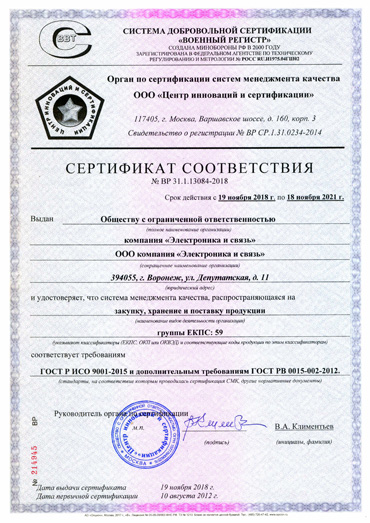 СВТ
СИСТЕМА ДОБРОВОЛЬНОЙ СЕРТИФИКАЦИИ
«ВОЕННЫЙ РЕГИСТР»
СОЗДАНА МИНОБОРОНЫ РФ В 2000 ГОДУ
ЗАРЕГИСТРИРОВАНА В ФЕДЕРАЛЬНОМ АГЕНТСТВЕ ПО ТЕХНИЧЕСКОМУ
РЕГУЛИРОВАНИЮ И МЕТРОЛОГИИ № РОСС RU.В1975.04ГШ02
ЦЕНТР ИННОВАЦИЙ И СЕРТИФИКАЦИИ
Орган по сертификации систем менеджмента качества
ООО «Центр инноваций и сертификации»
117405, г. Москва, Варшавское шоссе, д. 160, корп. 3
Свидетельство о регистрации № ВР СР.1.31.0234-2014
СЕРТИФИКАТ СООТВЕТСТВИЯ
№ ВР 31.1.13084-2018
Срок действия с 19 ноября 2018 г. по 18 ноября 2021 г.
Выдан Обществу с ограниченной ответственностью
(полное наименование организации)
компания «Электроника и связь»
ООО компания «Электроника и связь»
(сокращенное наименование организации)
394055, г. Воронеж, ул. Депутатская, д. 11
(юридический адрес)
и удостоверяет, что система менеджмента качества, распространяющаяся на
закупку, хранение и поставку продукции
(наименование видов деятельности организации)
группы ЕКПС: 59
(указывают классификаторы (ЕКПС, ОКП или ОКВЭД) и соответствующие коды продукции по этим классификаторам)
соответствует требованиям
ГОСТ Р ИСО 9001-2015 и дополнительным требованиям ГОСТ РВ 0015-002-2012.
(стандарты, на соответствие которым проводилась сертификация СМК, другие нормативные документы)
Руководитель органа по сертификации
м.п.
(подпись)
В.А. Климентьев
(инициалы, фамилия)
№ 214945 ВР
Дата выдачи сертификата 19 ноября 2018 г.
Дата первичной сертификации 10 августа 2012 г.